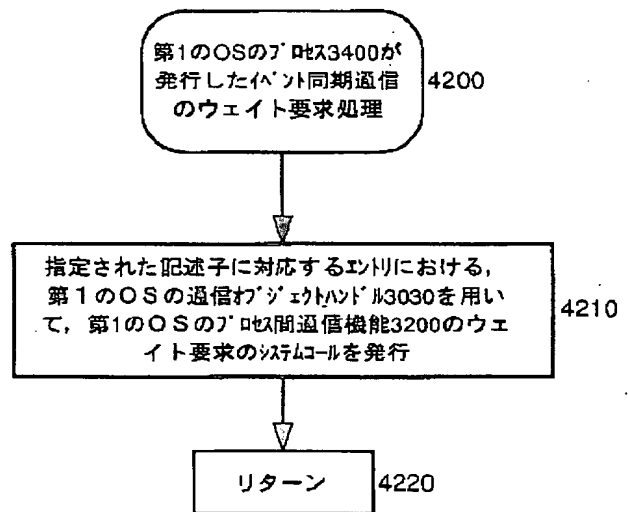 第1のOSのプロセス3400が
発行したイベント同期通信
のウェイト要求処理
4200
指定された記述子に対応するエントリにおける，
第１のＯＳの通信オブジェクトハンドル3030を用い
て，第1のＯＳのプロセス間通信機能3200のウェ
イト要求のシステムコールを発行
4210
リターン
4220